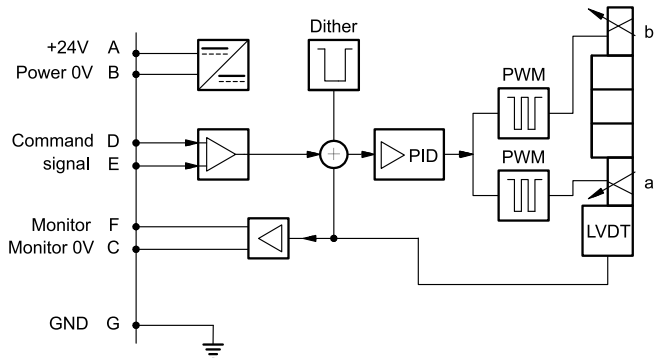 Dither
+24V A
Power 0V B
b
PWM
Command D
signal E
PID
PWM
a
Monitor F
Monitor 0V C
LVDT
GND G